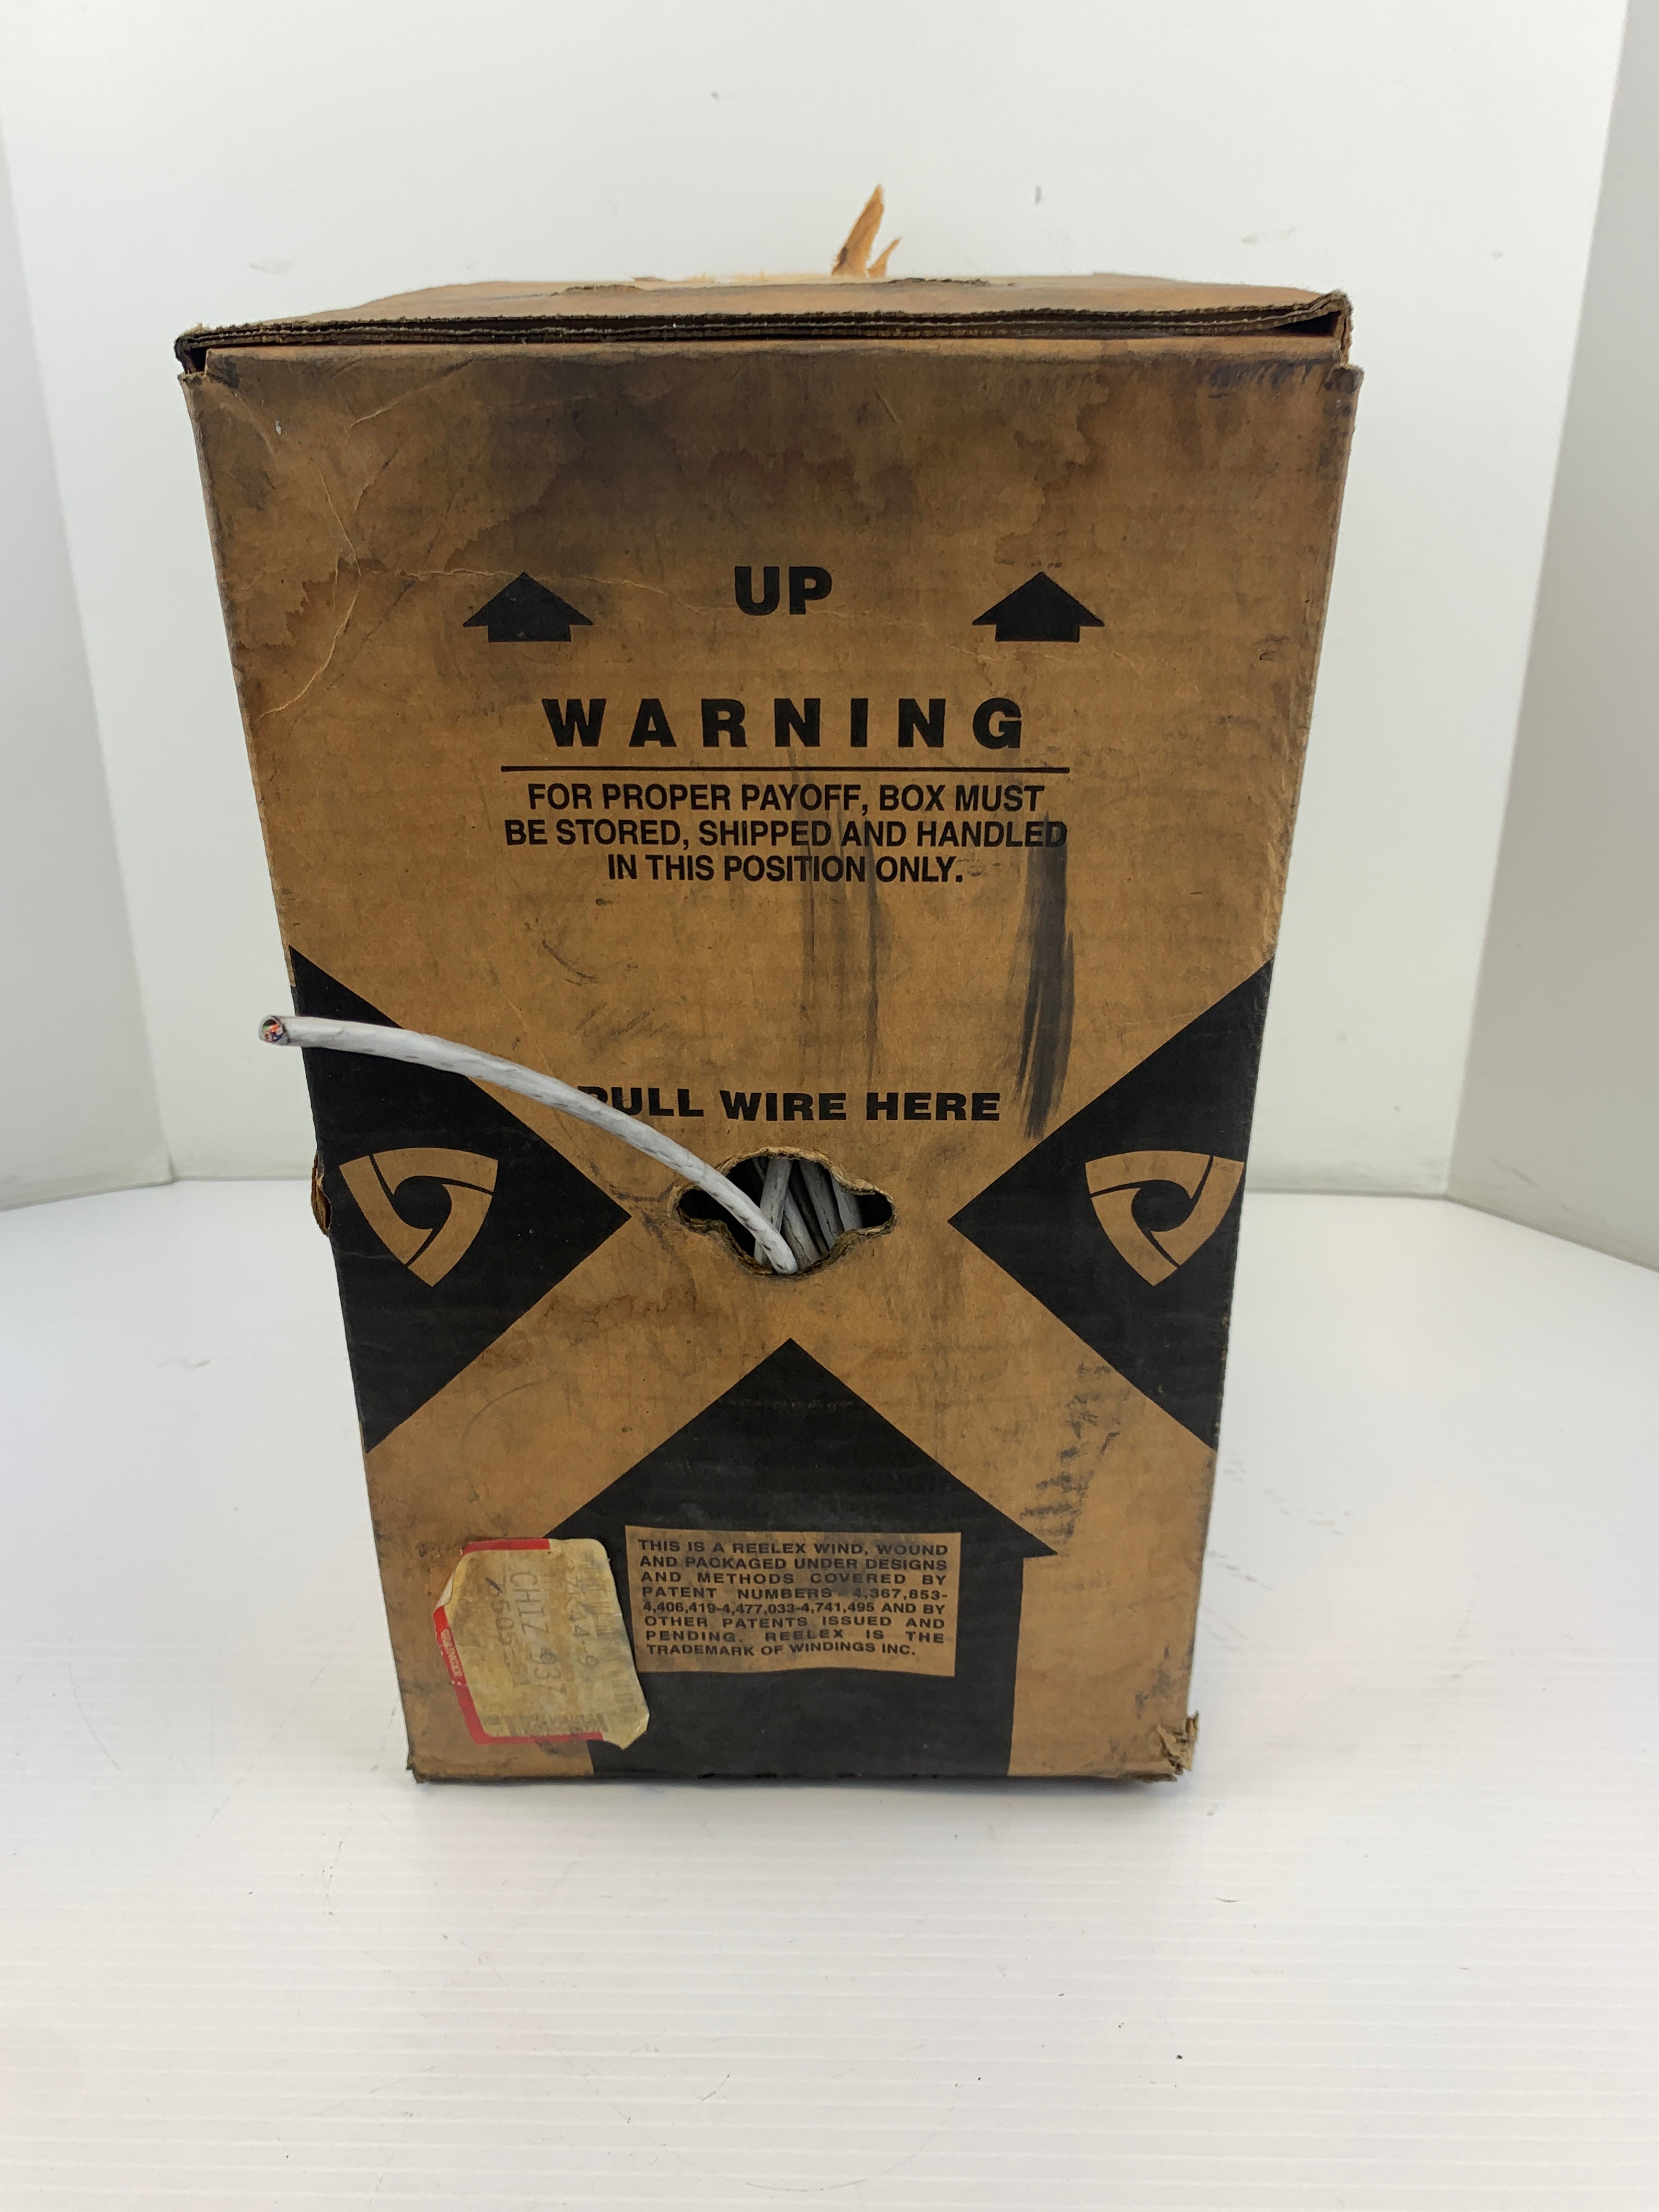 UP
WARNING
FOR PROPER PAYOFF, BOX MUST
BE STORED, SHIPPED AND HANDLED
IN THIS POSITION ONLY.
PULL WIRE HERE
THIS IS A REELEX WIND, WOUND
AND PACKAGED UNDER DESIGNS
AND METHODS COVERED BY
PATENT NUMBERS 4,367,853-
4,406,419-4,477,033-4,741,495 AND BY
OTHER PATENTS ISSUED AND
PENDING. REELEX IS THE
TRADEMARK OF WINDINGS INC.
GRAINGER